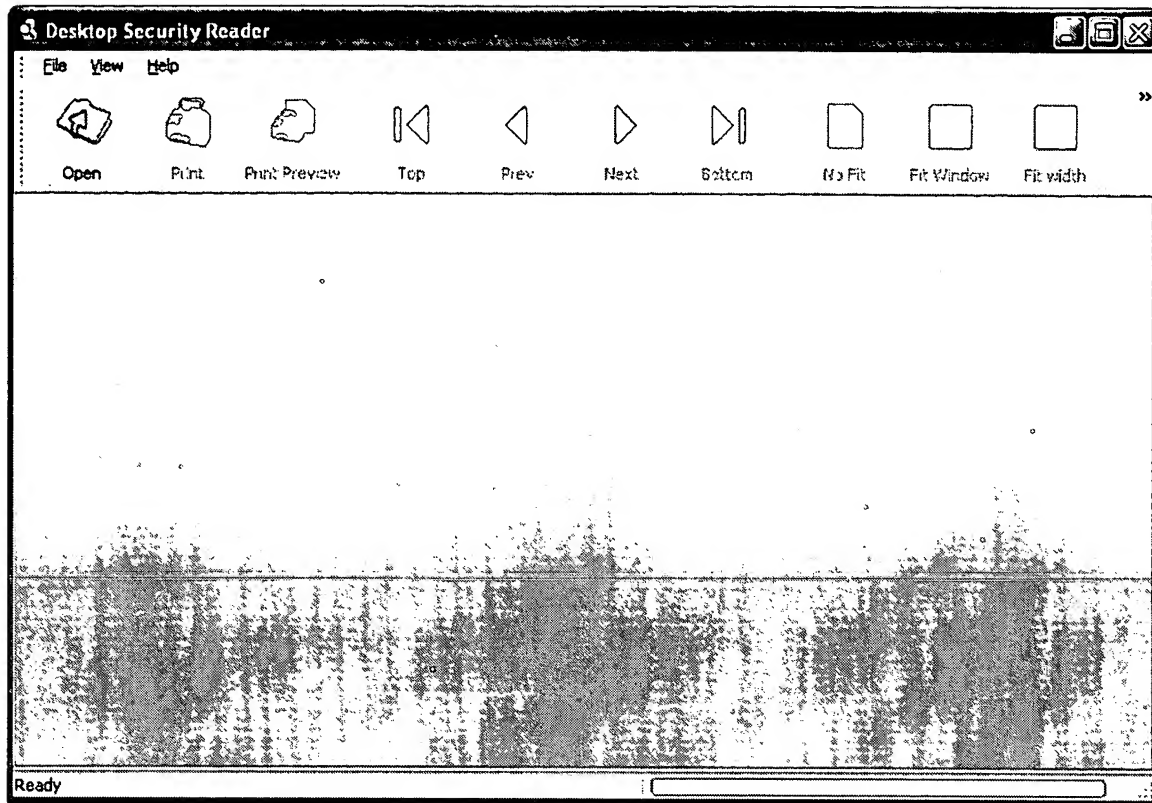 Desktop Security Reader
File View Help
»
Open Print Print Preview Top Prev Next Bottom No Fit Fit Window Fit width
Ready